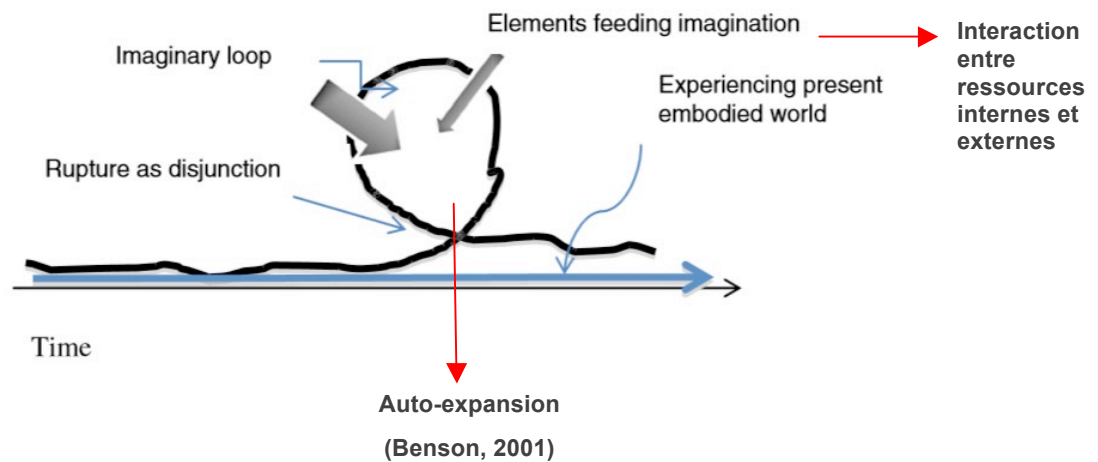 Elements feeding imagination
Interaction
entre
ressources
internes et
externes
Imaginary loop
Experiencing present
embodied world
Rupture as disjunction
Time
Auto-expansion
(Benson, 2001)